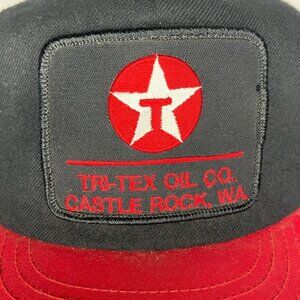 T
TRI-TEX OIL CO.
CASTLE ROCK, WA